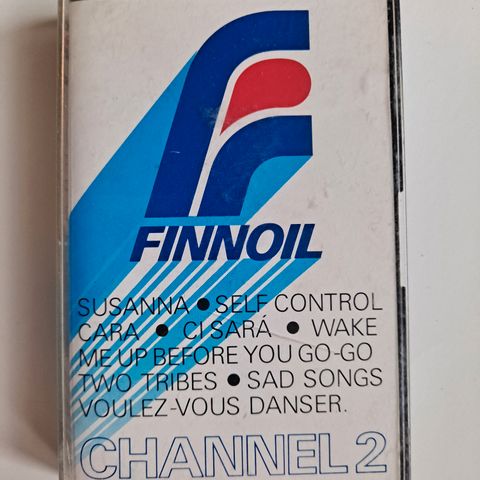 FINNOIL
SUSANNA • SELF CONTROL
CARA • CI SARÁ • WAKE
ME UP BEFORE YOU GO-GO
TWO TRIBES • SAD SONGS
VOULEZ-VOUS DANSER.
CHANNEL 2